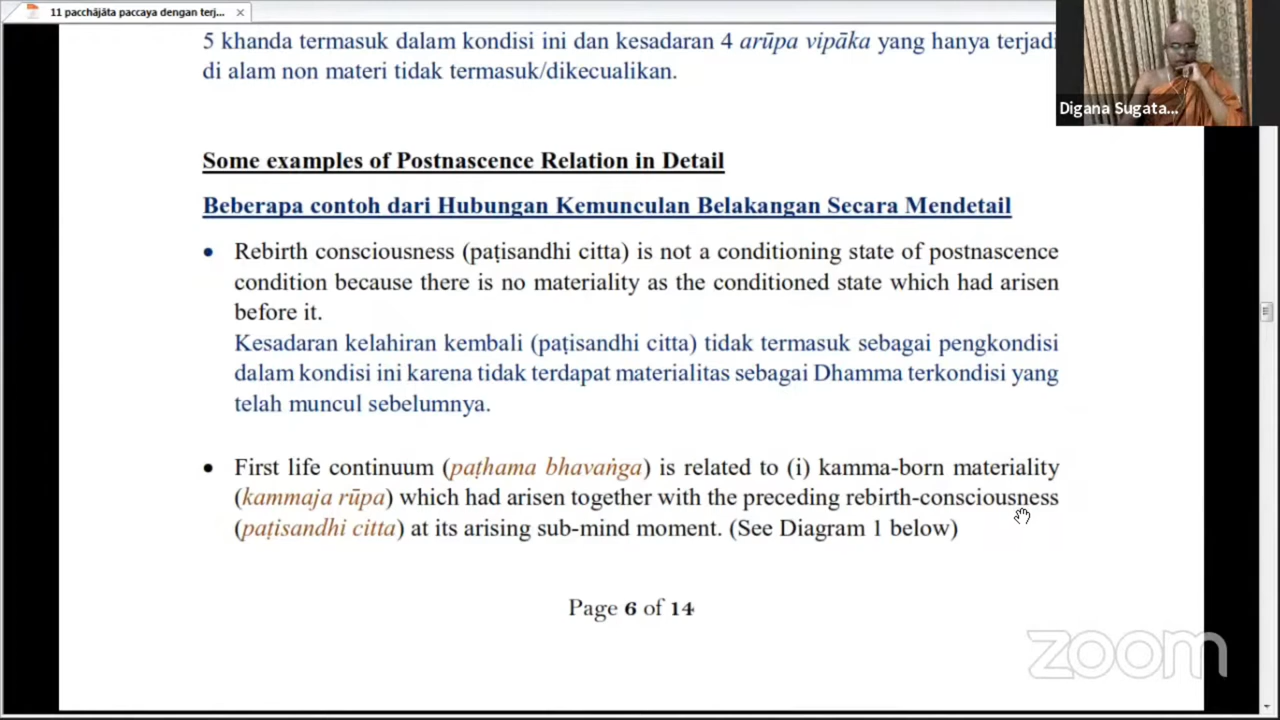 11 pacchājāta paccaya dengan terj...
5 khanda termasuk dalam kondisi ini dan kesadaran 4 arūpa vipāka yang hanya terjadi
di alam non materi tidak termasuk/dikecualikan.
Digana Sugata...
Some examples of Postnascence Relation in Detail
Beberapa contoh dari Hubungan Kemunculan Belakangan Secara Mendetail
• Rebirth consciousness (paṭisandhi citta) is not a conditioning state of postnascence
condition because there is no materiality as the conditioned state which had arisen
before it.
Kesadaran kelahiran kembali (paṭisandhi citta) tidak termasuk sebagai pengkondisi
dalam kondisi ini karena tidak terdapat materialitas sebagai Dhamma terkondisi yang
telah muncul sebelumnya.
• First life continuum (paṭhama bhavaṅga) is related to (i) kamma-born materiality
(kammaja rūpa) which had arisen together with the preceding rebirth-consciousness
(paṭisandhi citta) at its arising sub-mind moment. (See Diagram 1 below)
Page 6 of 14
zoom